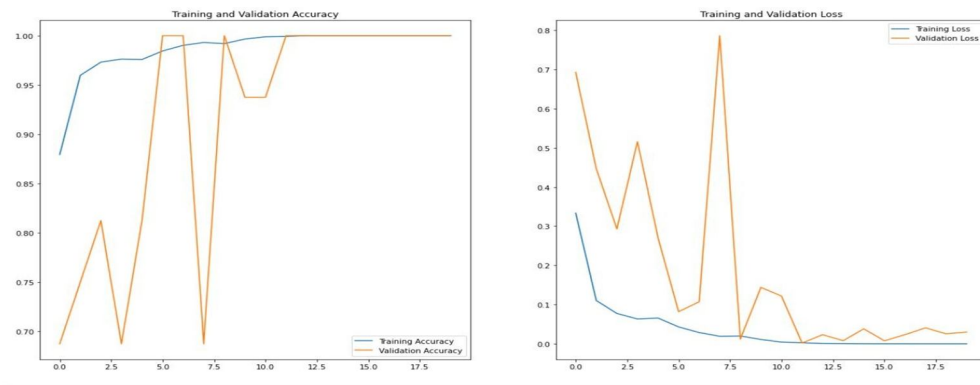 Training and Validation Accuracy
1.00
0.95
0.90
0.85
0.80
0.75
0.70
Training Accuracy
Validation Accuracy
0.0 2.5 5.0 7.5 10.0 12.5 15.0 17.5
Training and Validation Loss
0.8
0.7
0.6
0.5
0.4
0.3
0.2
0.1
0.0
Training Loss
Validation Loss
0.0 2.5 5.0 7.5 10.0 12.5 15.0 17.5